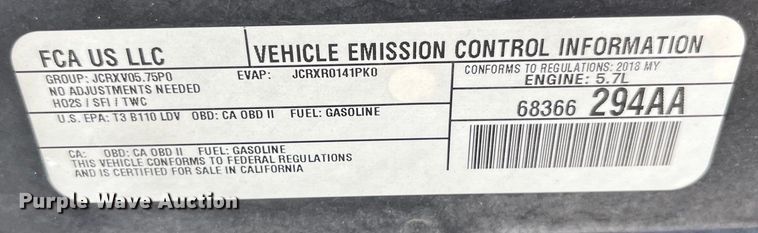 FCA US LLC
VEHICLE EMISSION CONTROL INFORMATION
GROUP: JCRXV05.75P0 EVAP: JCRXR0141PK0
NO ADJUSTMENTS NEEDED
HO2S / SFI / TWC
CONFORMS TO REGULATIONS: 2018 MY
ENGINE: 5.7L
U.S. EPA: T3 B110 LDV OBD: CA OBD II FUEL: GASOLINE
68366 294AA
CA: OBD: CA OBD II FUEL: GASOLINE
THIS VEHICLE CONFORMS TO FEDERAL REGULATIONS
AND IS CERTIFIED FOR SALE IN CALIFORNIA
Purple Wave Auction